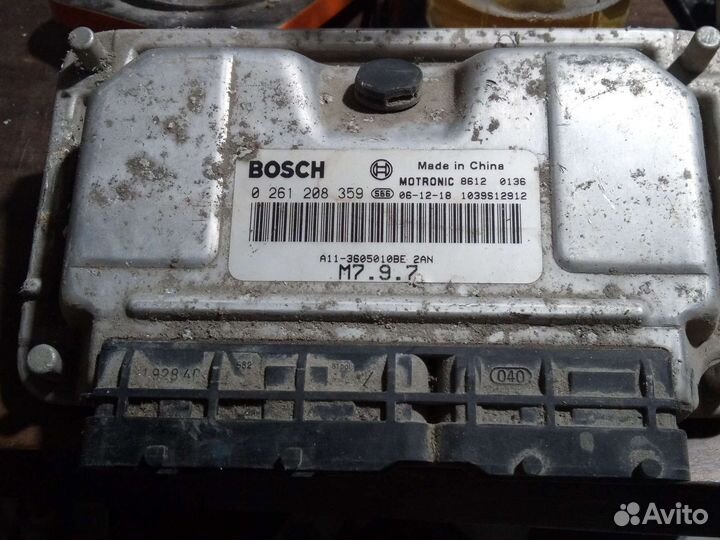 BOSCH
Made in China
MOTRONIC 8612 0136
0 261 208 359 06-12-18 1039S12912
A11-3605010BE 2AN
M7.9.7
040
Avito